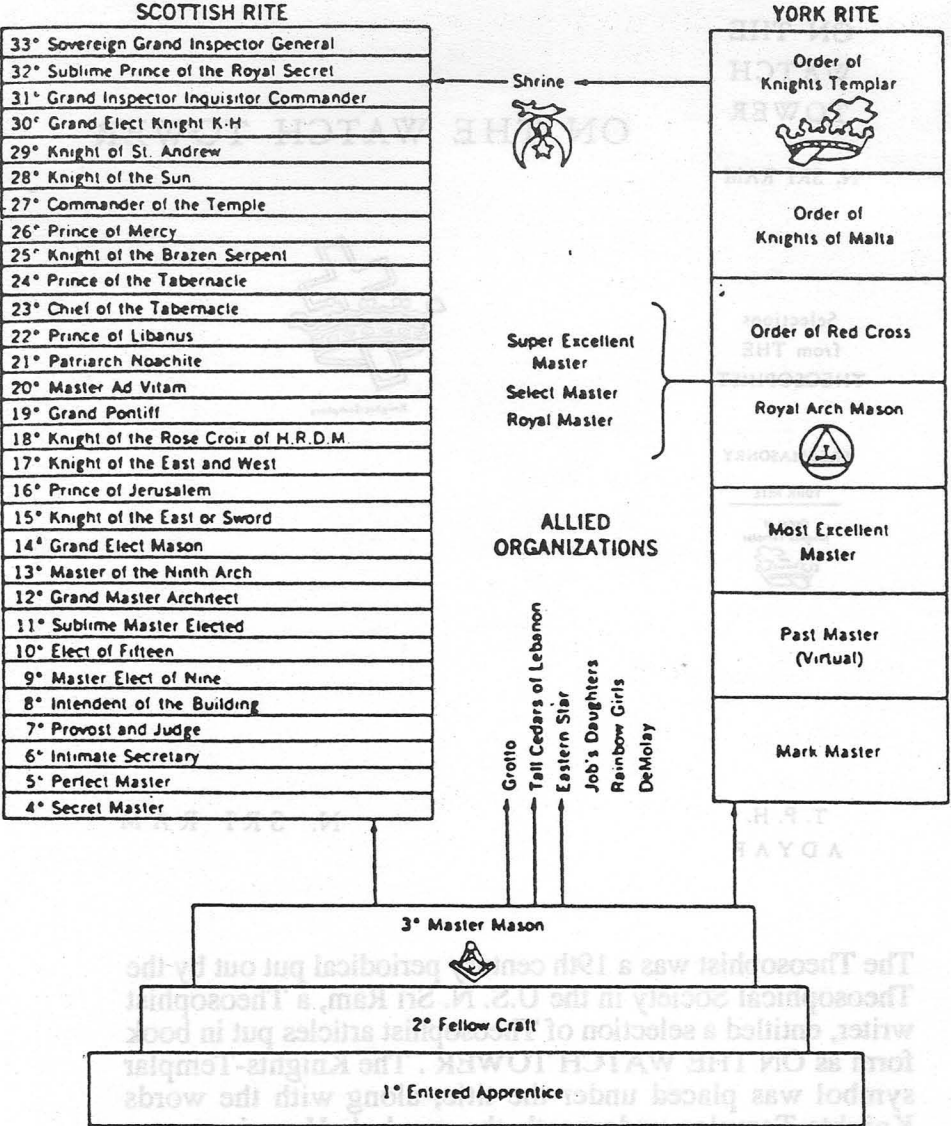 SCOTTISH RITE
33° Sovereign Grand Inspector General
32° Sublime Prince of the Royal Secret
31° Grand Inspector Inquisitor Commander
30° Grand Elect Knight K-H
29° Knight of St. Andrew
28° Knight of the Sun
27° Commander of the Temple
26° Prince of Mercy
25° Knight of the Brazen Serpent
24° Prince of the Tabernacle
23° Chief of the Tabernacle
22° Prince of Libanus
21° Patriarch Noachite
20° Master Ad Vitam
19° Grand Pontiff
18° Knight of the Rose Croix of H.R.D.M.
17° Knight of the East and West
16° Prince of Jerusalem
15° Knight of the East or Sword
14° Grand Elect Mason
13° Master of the Ninth Arch
12° Grand Master Architect
11° Sublime Master Elected
10° Elect of Fifteen
9° Master Elect of Nine
8° Intendent of the Building
7° Provost and Judge
6° Intimate Secretary
5° Perfect Master
4° Secret Master
Shrine
Super Excellent
Master
Select Master
Royal Master
ALLIED
ORGANIZATIONS
Grotto
Tall Cedars of Lebanon
Eastern Star
Job's Daughters
Rainbow Girls
DeMolay
YORK RITE
Order of
Knights Templar
Order of
Knights of Malta
Order of Red Cross
Royal Arch Mason
Most Excellent
Master
Past Master
(Virtual)
Mark Master
3° Master Mason
2° Fellow Craft
1° Entered Apprentice